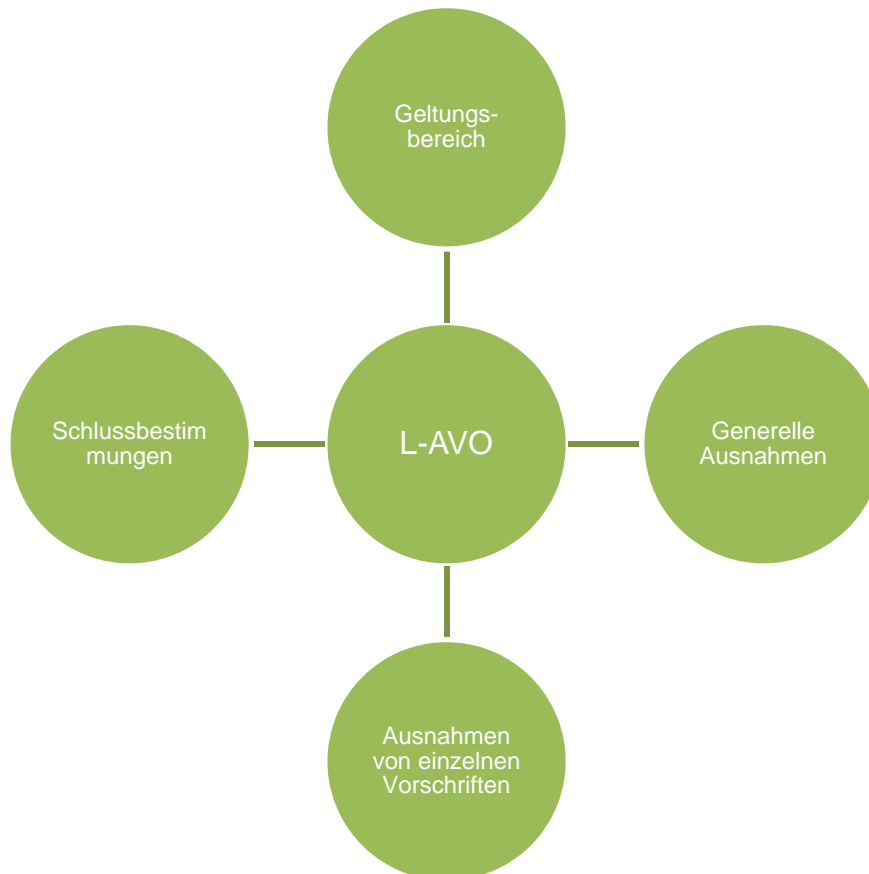 Geltungs-
bereich
Schlussbestim
mungen
L-AVO
Generelle
Ausnahmen
Ausnahmen
von einzelnen
Vorschriften